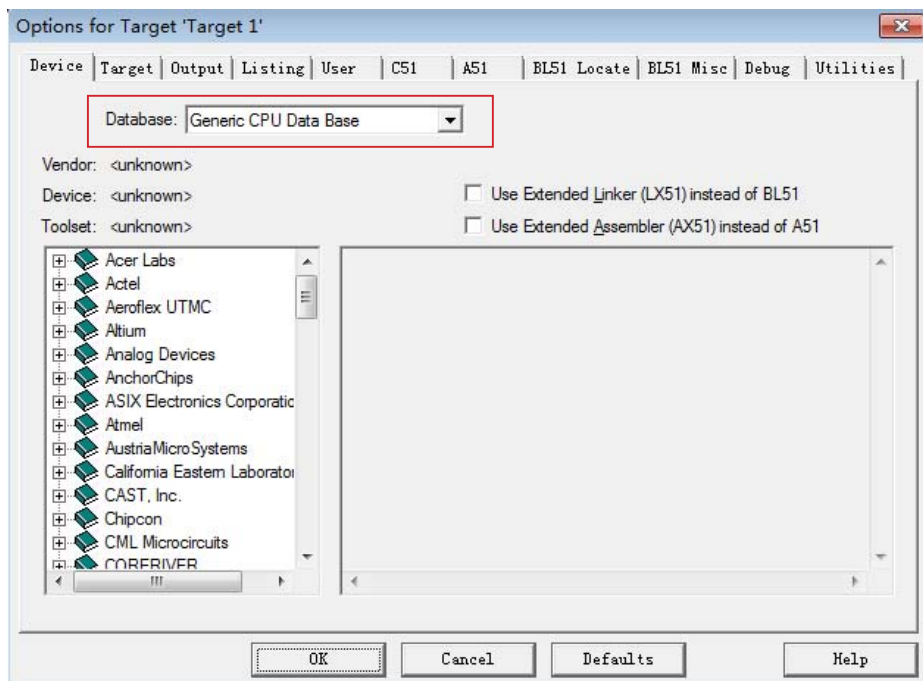 Options for Target 'Target 1'
Device Target Output Listing User C51 A51 BL51 Locate BL51 Misc Debug Utilities
Database: Generic CPU Data Base
Vendor: <unknown>
Device: <unknown>
Use Extended Linker (LX51) instead of BL51
Toolset: <unknown>
Use Extended Assembler (AX51) instead of A51
Acer Labs
Actel
Aeroflex UTMC
Altium
Analog Devices
AnchorChips
ASIX Electronics Corporatic
Atmel
AustriaMicroSystems
California Eastern Laborator
CAST, Inc.
Chipcon
CML Microcircuits
CORERIVER
OK Cancel Defaults Help